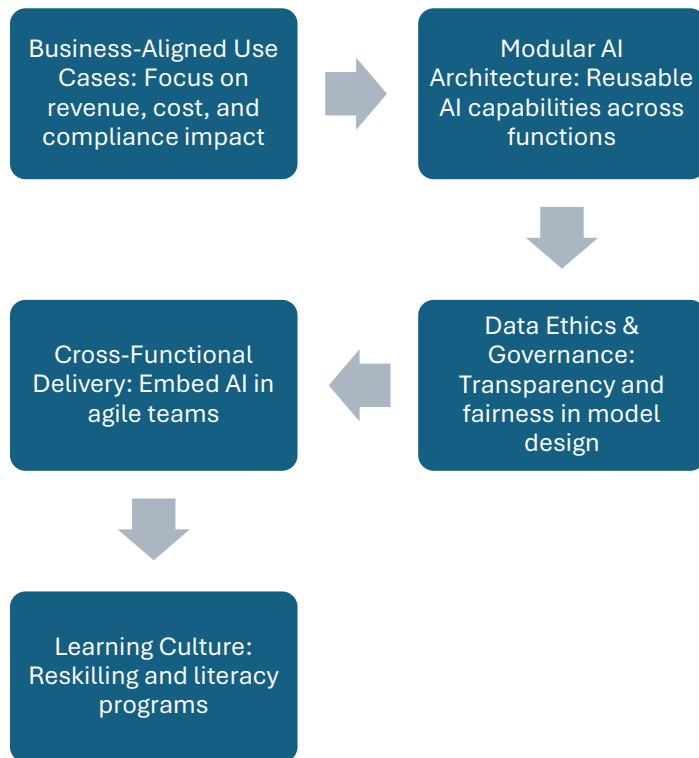 Business-Aligned Use
Cases: Focus on
revenue, cost, and
compliance impact
Modular AI
Architecture: Reusable
AI capabilities across
functions
Data Ethics &
Governance:
Transparency and
fairness in model
design
Cross-Functional
Delivery: Embed AI in
agile teams
Learning Culture:
Reskilling and literacy
programs